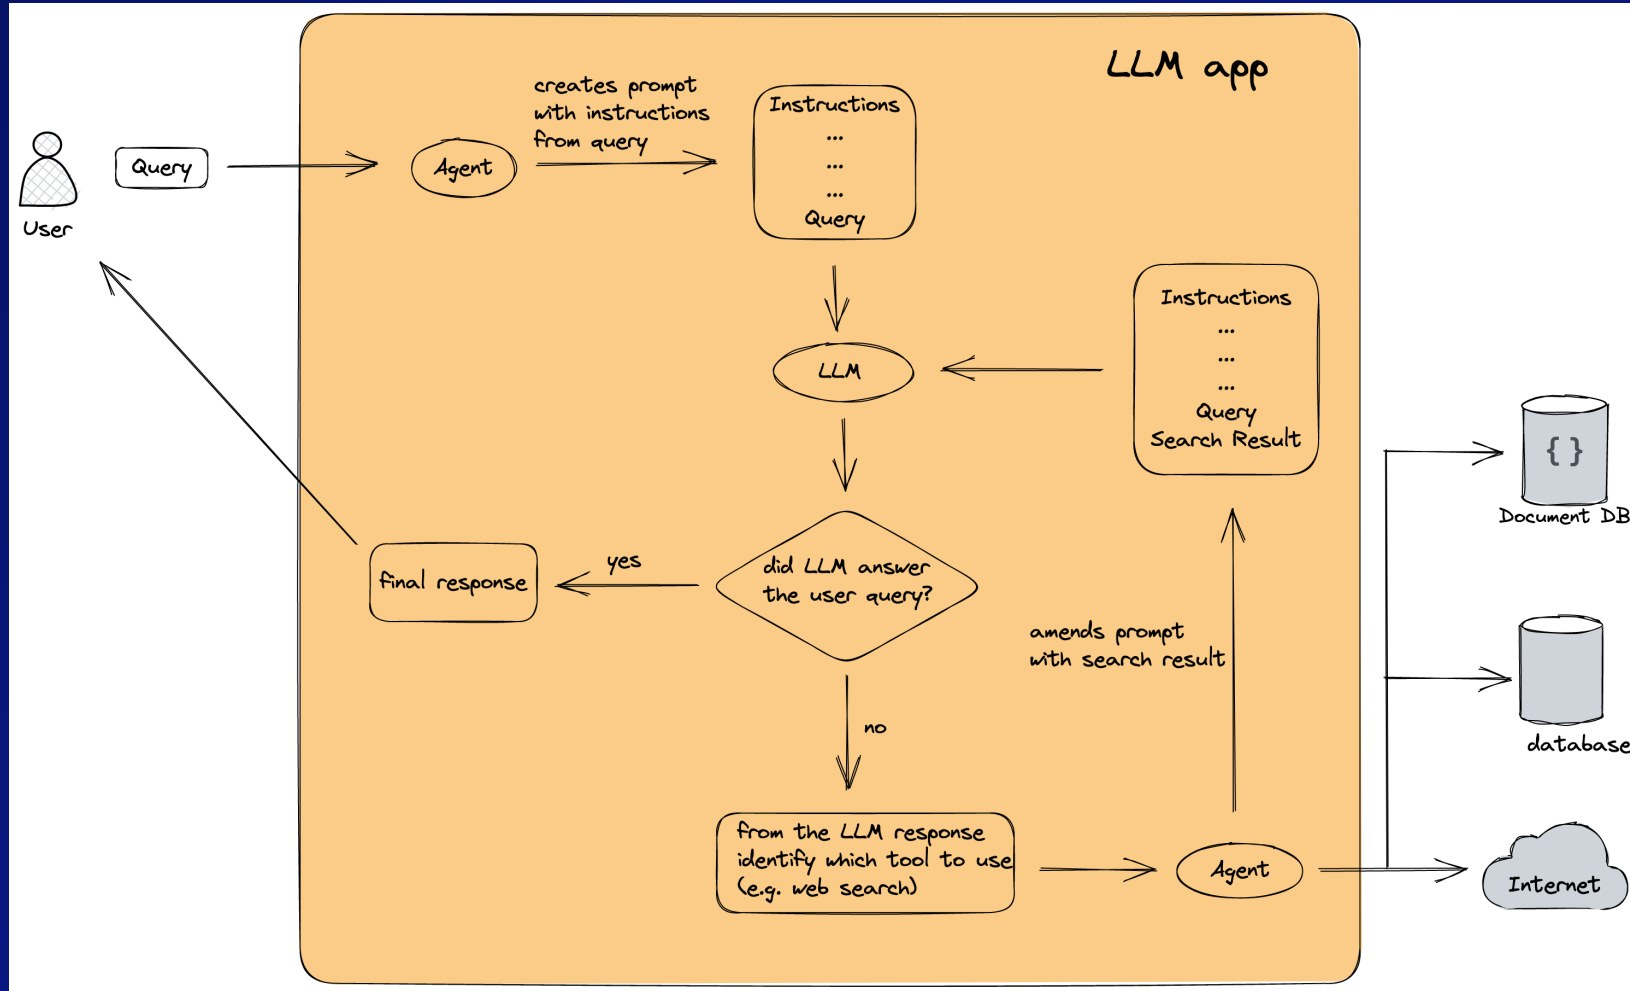 LLM app
creates prompt
with instructions
from query
Instructions
...
...
...
Query
Query
Agent
User
LLM
Instructions
...
...
...
Query
Search Result
{ }
Document DB
did LLM answer
the user query?
yes
final response
amends prompt
with search result
no
database
from the LLM response
identify which tool to use
(e.g. web search)
Agent
Internet